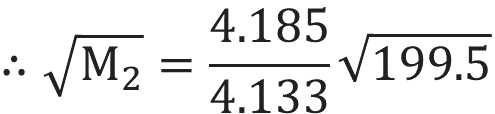 ∴ √M₂ = 4.185/4.133 √199.5